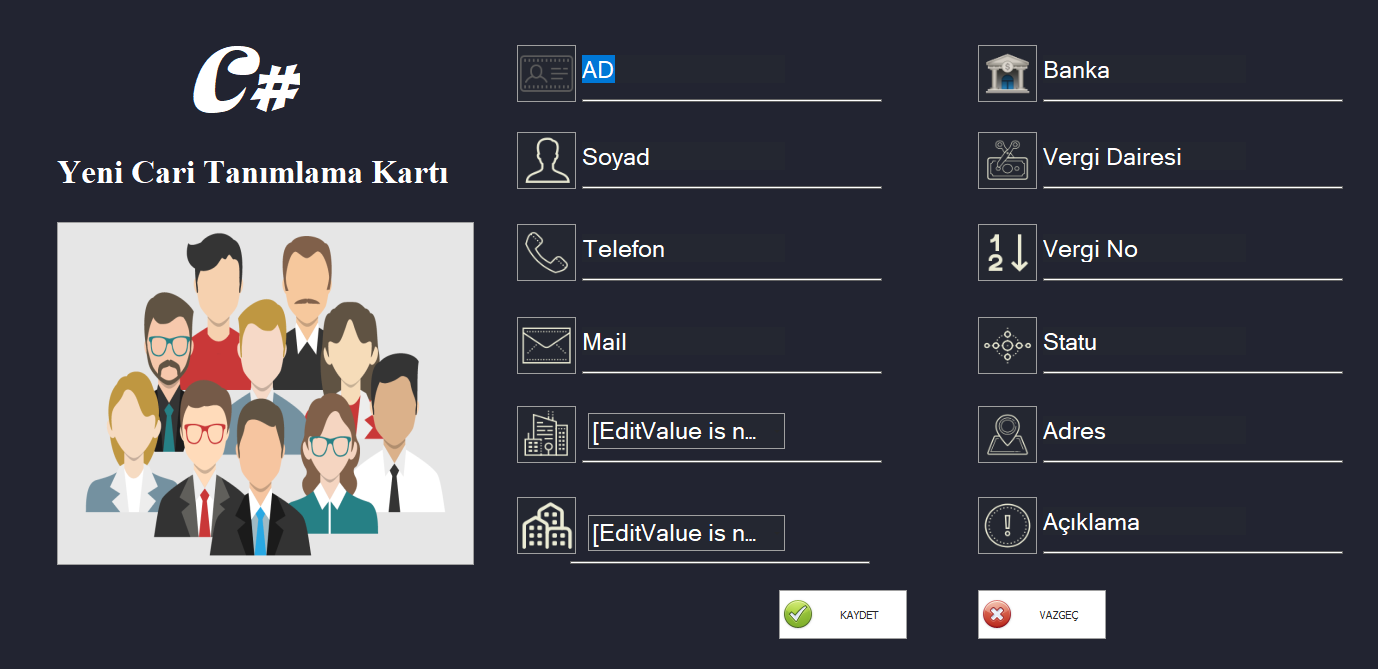 C#
Yeni Cari Tanımlama Kartı
AD
Soyad
Telefon
Mail
[EditValue is n...
[EditValue is n...
Banka
Vergi Dairesi
1
2
Vergi No
Statu
Adres
Açıklama
KAYDET
VAZGEÇ